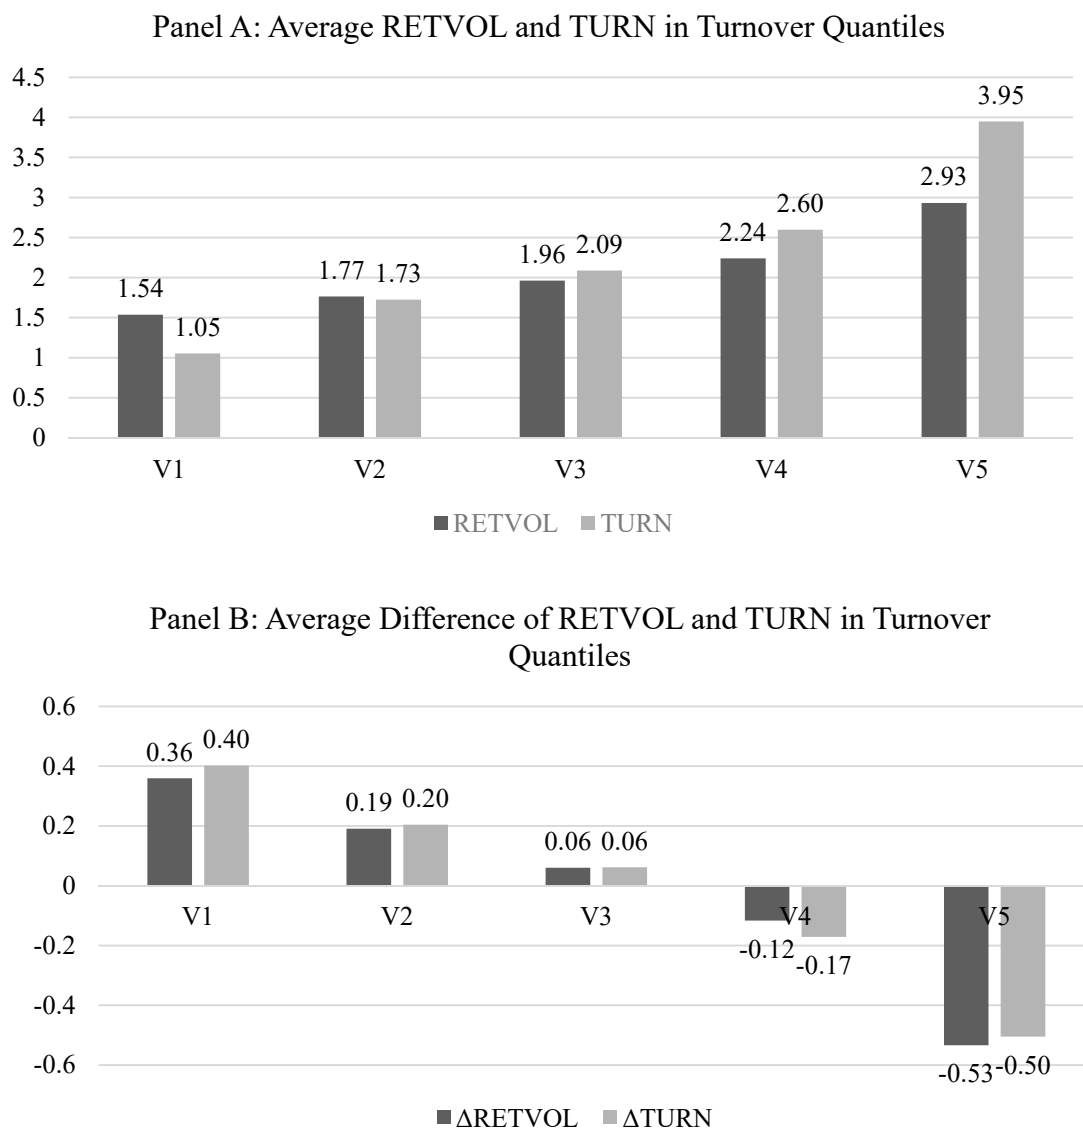 Panel A: Average RETVOL and TURN in Turnover Quantiles
4.5
4
3.5
3
2.5
2
1.5
1
0.5
0
1.54
1.05
1.77
1.73
1.96
2.09
2.24
2.60
2.93
3.95
V1
V2
V3
V4
V5
RETVOL
TURN
Panel B: Average Difference of RETVOL and TURN in Turnover
Quantiles
0.6
0.4
0.2
0
-0.2
-0.4
-0.6
0.36
0.40
0.19
0.20
0.06
0.06
-0.12
-0.17
-0.53
-0.50
V1
V2
V3
V4
V5
ΔRETVOL
ΔTURN